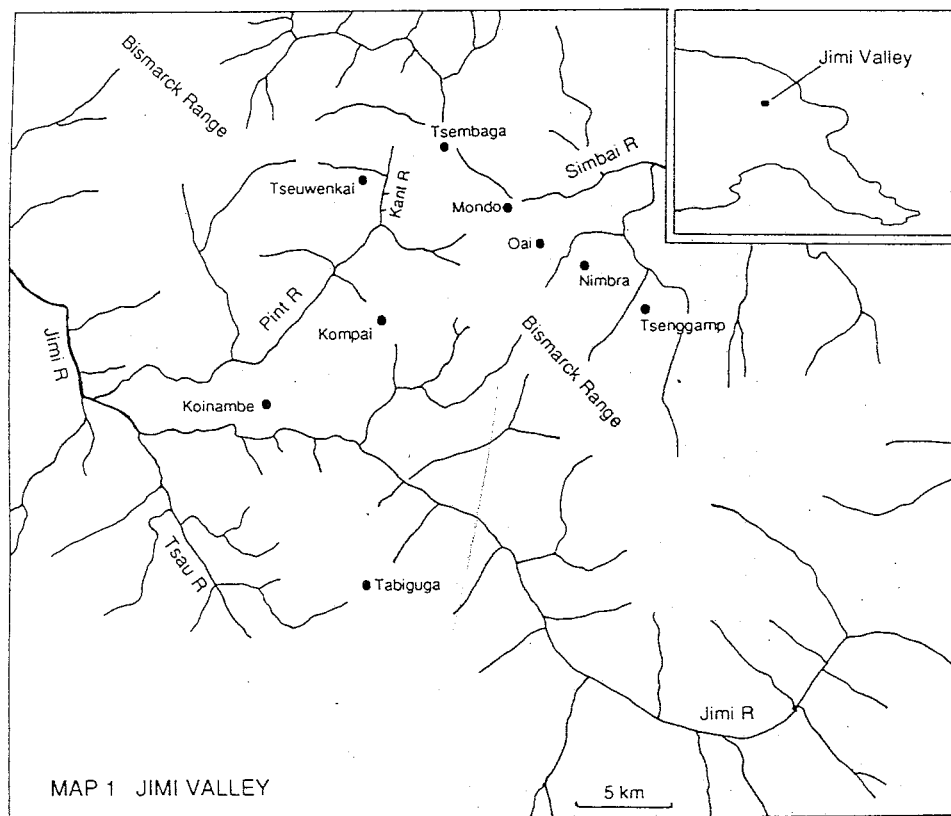 Bismarck Range
Jimi Valley
Tsembaga
Simbai R
Tseuwenkai
Kant R
Mondo
Oai
Nimbra
Pint R
Tsenggamp
Kompai
Jimi R
Bismarck Range
Koinambe
Tsau R
Tabiguga
Jimi R
MAP 1 JIMI VALLEY
5 km